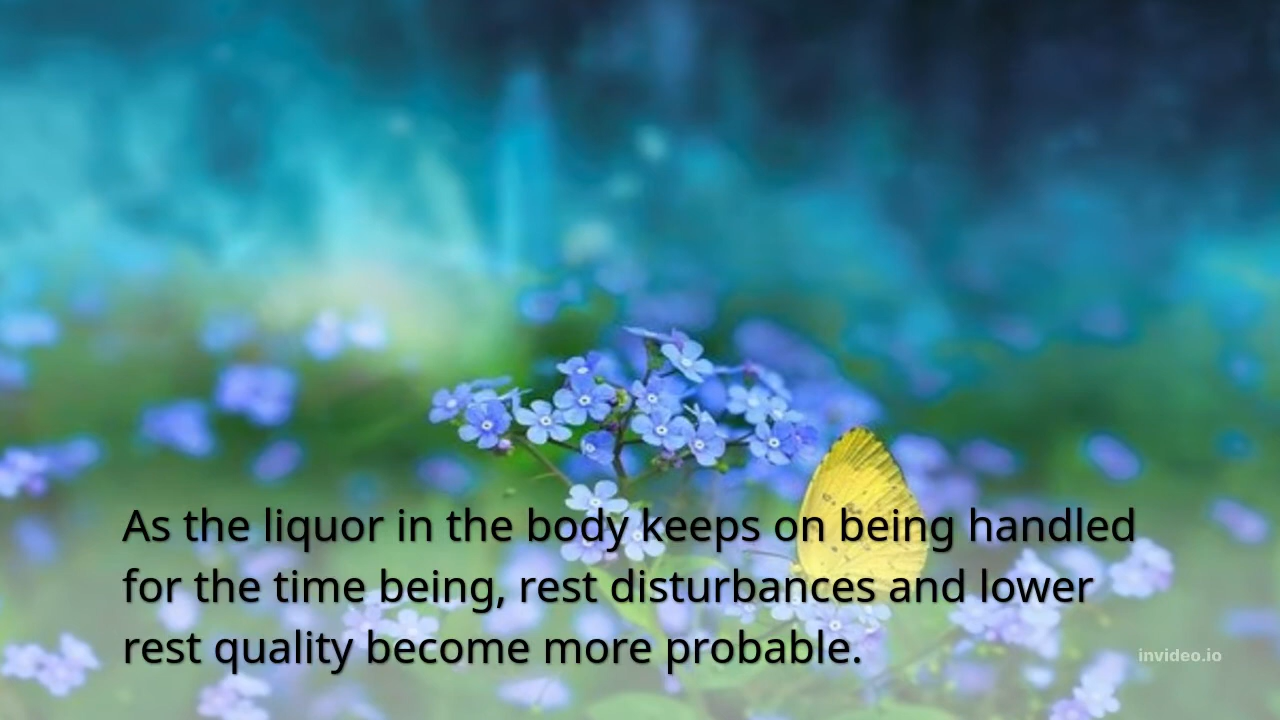 As the liquor in the body keeps on being handled
for the time being, rest disturbances and lower
rest quality become more probable.
invideo.io